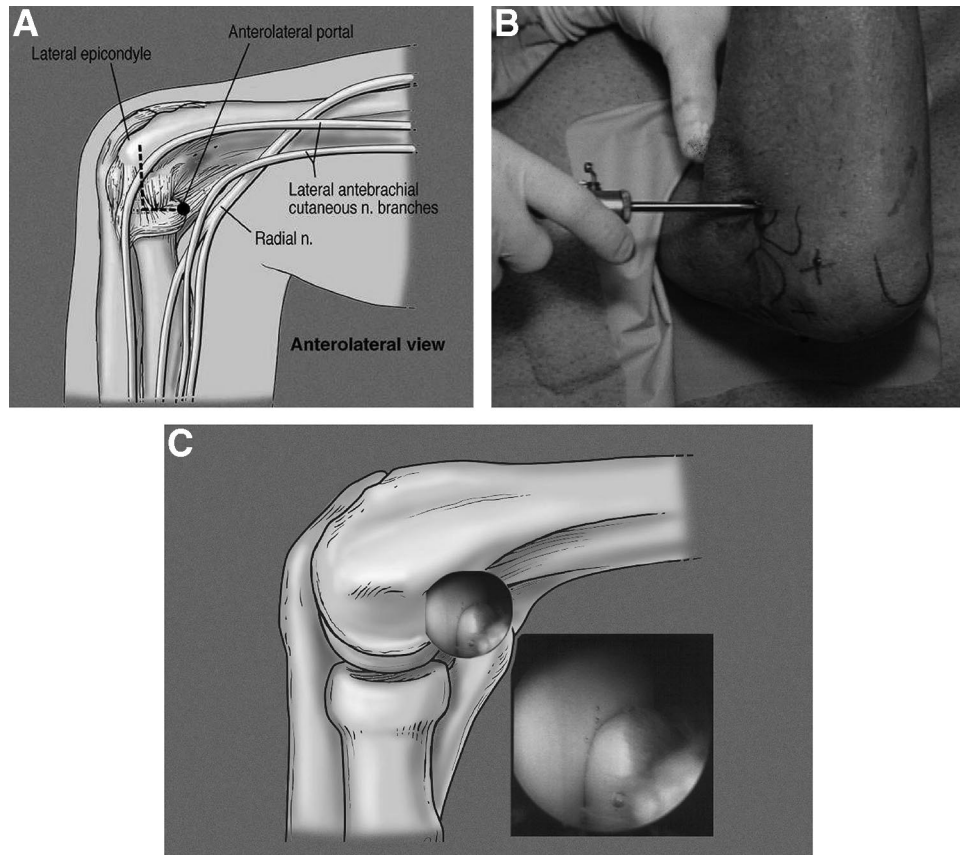 A
Anterolateral portal
Lateral epicondyle
Lateral antebrachial
cutaneous n. branches
Radial n.
Anterolateral view
B
C